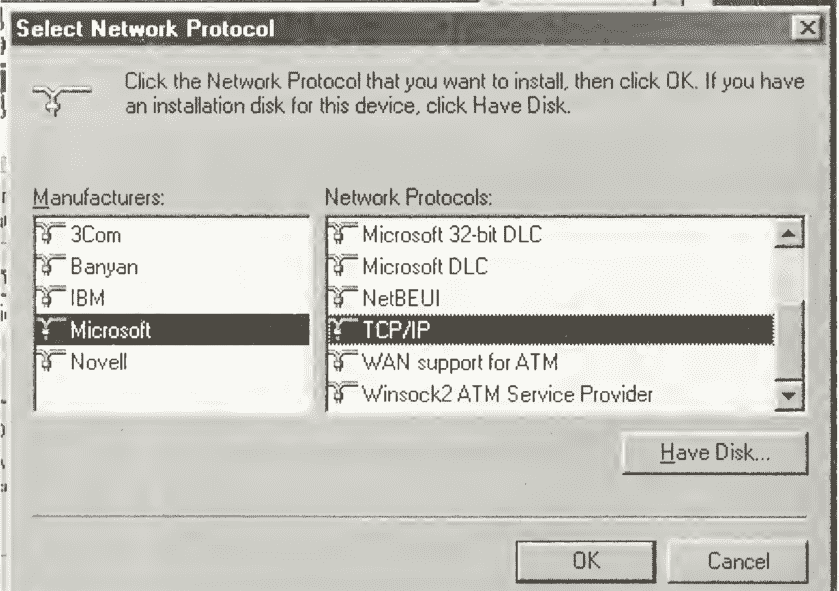 Select Network Protocol
Click the Network Protocol that you want to install, then click OK. If you have
an installation disk for this device, click Have Disk.
Manufacturers:
3Com
Banyan
IBM
Microsoft
Novell
Network Protocols:
Microsoft 32-bit DLC
Microsoft DLC
NetBEUI
TCP/IP
WAN support for ATM
Winsock2 ATM Service Provider
Have Disk...
OK
Cancel